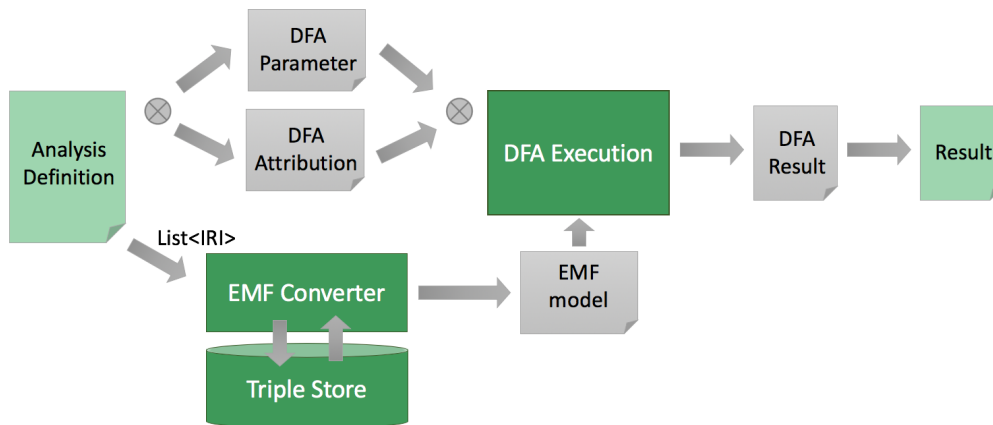 DFA
Parameter
DFA
Attribution
Analysis
Definition
DFA Execution
DFA
Result
Result
List<IRI>
EMF Converter
EMF
model
Triple Store